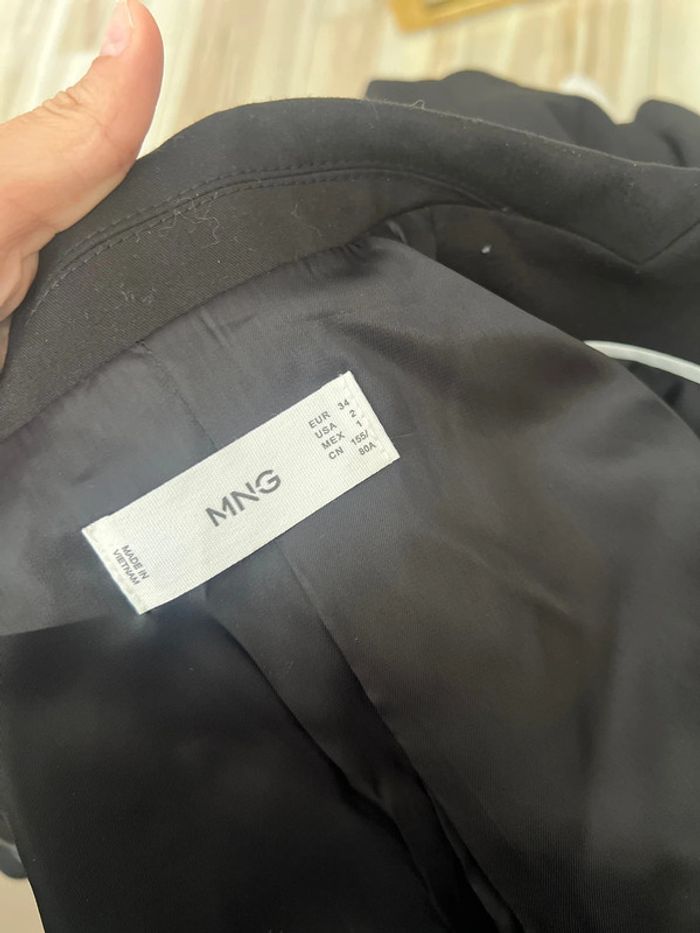 MNG
EUR 34
USA 2
MEX 1
CN 155/
80A
MADE IN
VIETNAM